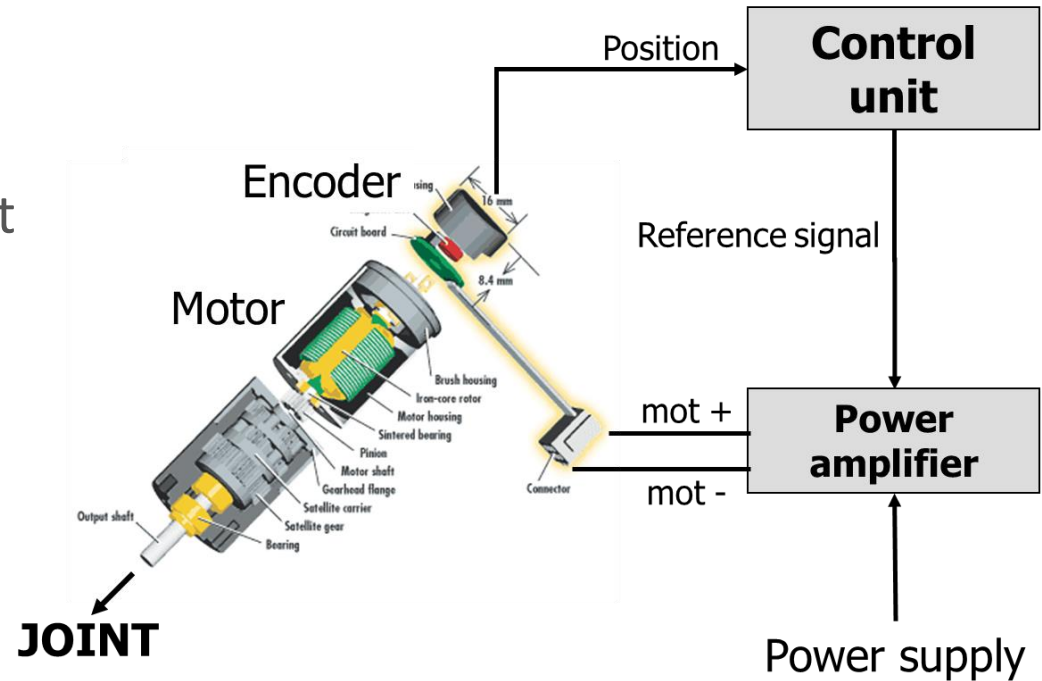 Control
unit
Position
Encoder
using
16 mm
t
Circuit board
Reference signal
8.4 mm
Motor
Brush housing
Iron-core rotor
Motor housing
Sintered bearing
mot +
Power
amplifier
Pinion
Motor shaft
Gearhead flange
Connector
mot -
Satellite carrier
Output shaft
Satellite gear
Bearing
JOINT
Power supply